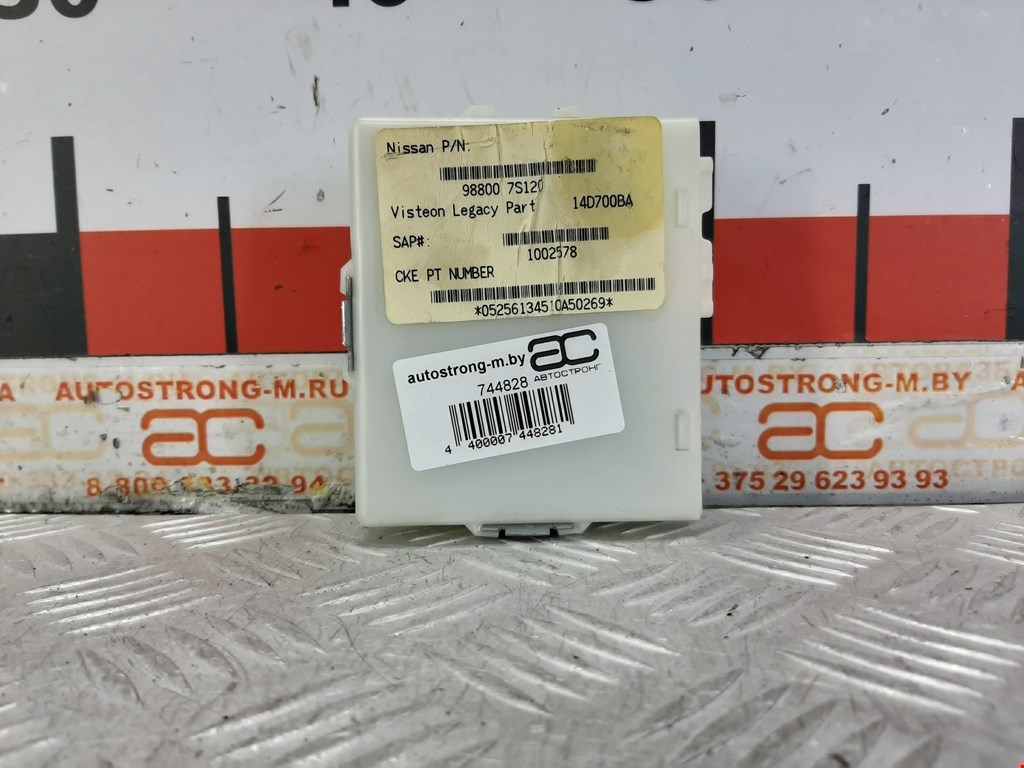 Nissan P/N:
98800 7S120
Visteon Legacy Part 14D700BA
SAP#:
1002578
CKE PT NUMBER
*05256134510A50269*
autostrong-m.by ac
744828 АВТОСТРОНГ
4 400007 448281
AUTOSTRONG-M.RU
ac
AUTOSTRONG-M.BY
ac
375 29 623 93 93